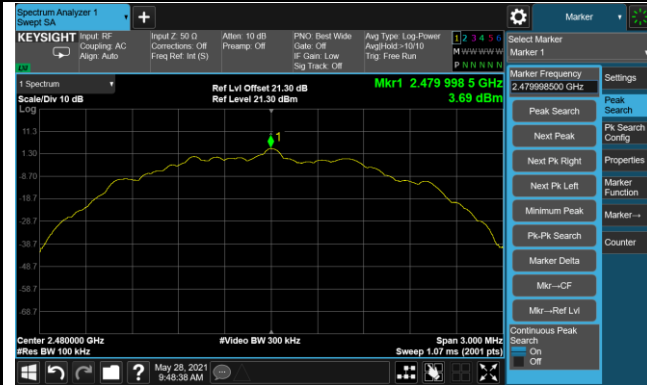 Spectrum Analyzer 1
Swept SA
+
Marker
KEYSIGHT
Input: RF
Coupling: AC
Align: Auto
Input Z: 50 Ω
Corrections: Off
Freq Ref: Int (S)
Atten: 10 dB
Preamp: Off
PNO: Best Wide
Gate: Off
IF Gain: Low
Sig Track: Off
Avg Type: Log-Power
Avg|Hold:>10/10
Trig: Free Run
1 2 3 4 5 6
M W W W W W
P N N N N N
Select Marker
Marker 1
1 Spectrum
Scale/Div 10 dB
Log
Ref Lvl Offset 21.30 dB
Ref Level 21.30 dBm
Mkr1 2.479 998 5 GHz
3.69 dBm
11.3
1.30
-8.70
-18.7
-28.7
-38.7
-48.7
-58.7
-68.7
1
Center 2.480000 GHz
#Res BW 100 kHz
#Video BW 300 kHz
Span 3.000 MHz
Sweep 1.07 ms (2001 pts)
Marker Frequency
2.479998500 GHz
Peak Search
Next Peak
Next Pk Right
Next Pk Left
Minimum Peak
Pk-Pk Search
Marker Delta
Mkr→CF
Mkr→Ref Lvl
Continuous Peak
Search
On
Off
Settings
Peak
Search
Pk Search
Config
Properties
Marker
Function
Marker→
Counter
?
May 28, 2021
9:48:38 AM